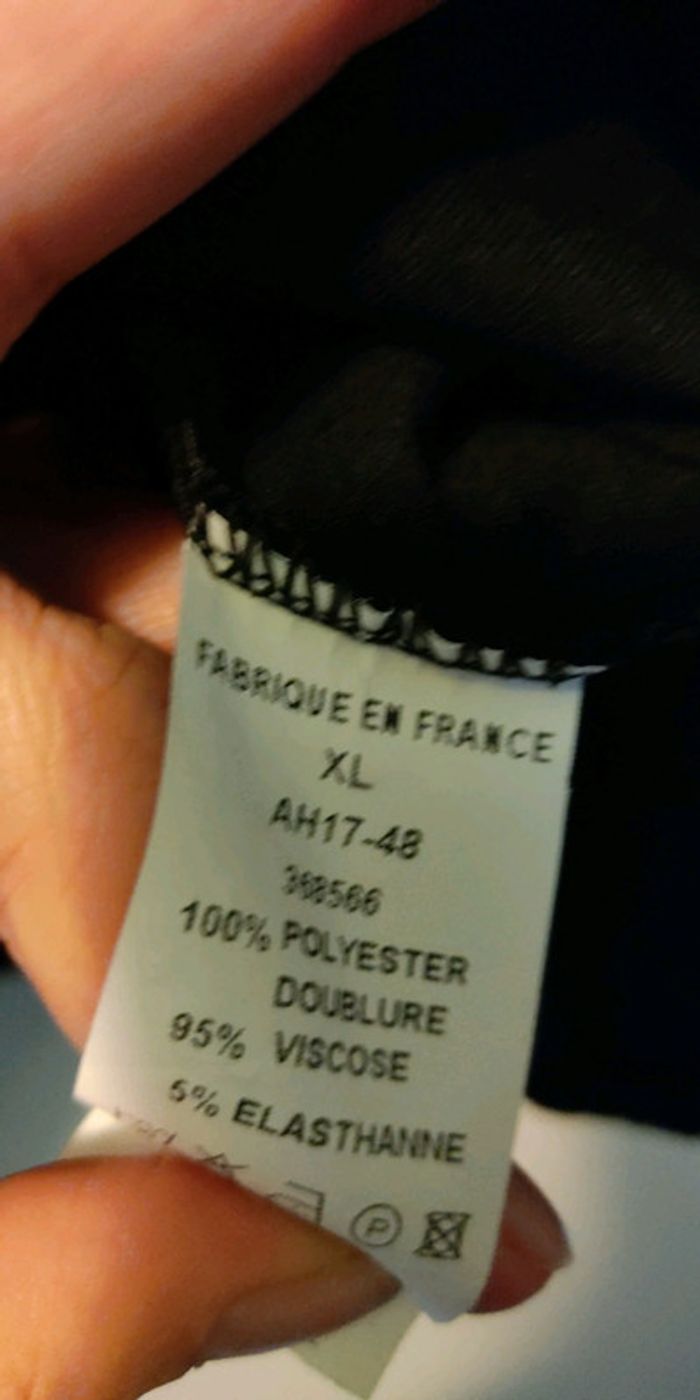 FABRIQUE EN FRANCE
XL
AH17-48
368566
100% POLYESTER
DOUBLURE
95% VISCOSE
5% ELASTHANNE
P